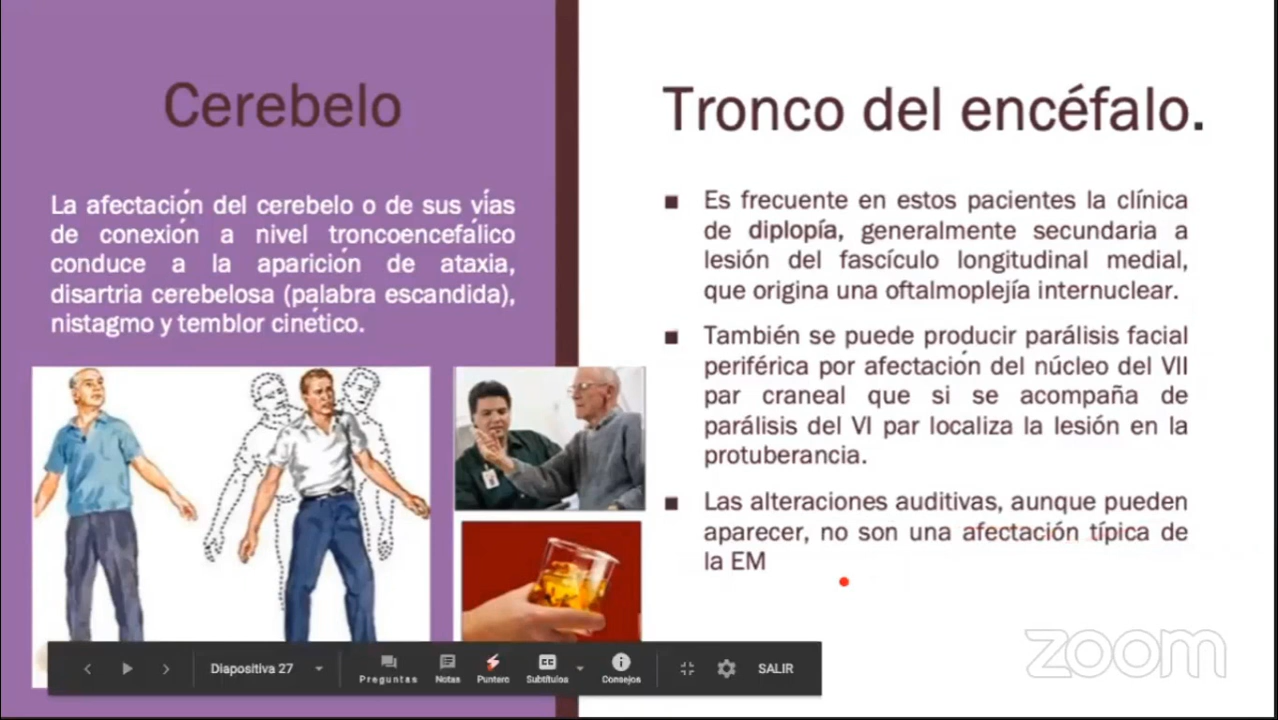 Cerebelo
La afectación del cerebelo o de sus vías
de conexión a nivel troncoencefálico
conduce a la aparición de ataxia,
disartria cerebelosa (palabra escandida),
nistagmo y temblor cinético.
Tronco del encéfalo.
Es frecuente en estos pacientes la clínica
de diplopía, generalmente secundaria a
lesión del fascículo longitudinal medial,
que origina una oftalmoplejía internuclear.
También se puede producir parálisis facial
periférica por afectación del núcleo del VII
par craneal que si se acompaña de
parálisis del VI par localiza la lesión en la
protuberancia.
Las alteraciones auditivas, aunque pueden
aparecer, no son una afectación típica de
la EM
Diapositiva 27
Preguntas
Notas
Puntero
CC
Subtítulos
Consejos
SALIR
zoom